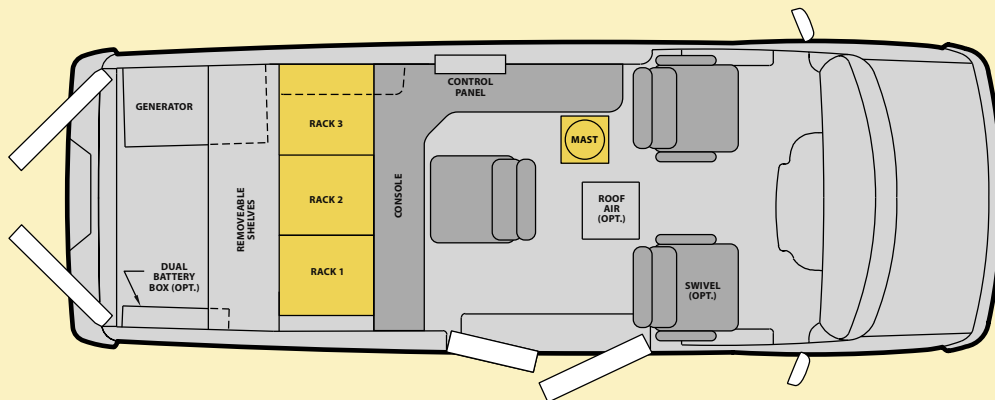 GENERATOR
REMOVEABLE
SHELVES
DUAL
BATTERY
BOX (OPT.)
RACK 3
RACK 2
RACK 1
CONSOLE
CONTROL
PANEL
MAST
ROOF
AIR
(OPT.)
SWIVEL
(OPT.)